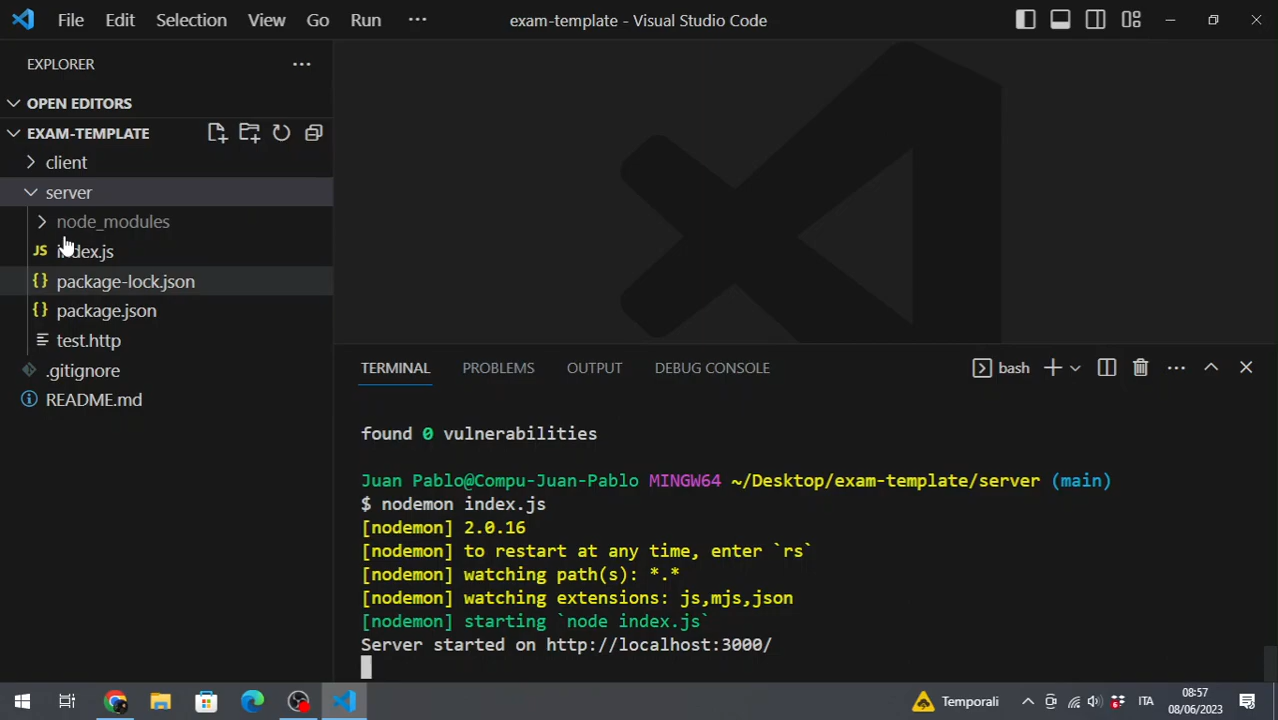 File Edit Selection View Go Run ··· exam-template - Visual Studio Code
EXPLORER ···
OPEN EDITORS
EXAM-TEMPLATE
client
server
node_modules
JS index.js
{} package-lock.json
{} package.json
test.http
.gitignore
README.md
TERMINAL PROBLEMS OUTPUT DEBUG CONSOLE bash ···
found 0 vulnerabilities
Juan Pablo@Compu-Juan-Pablo MINGW64 ~/Desktop/exam-template/server (main)
$ nodemon index.js
[nodemon] 2.0.16
[nodemon] to restart at any time, enter `rs`
[nodemon] watching path(s): *.*
[nodemon] watching extensions: js,mjs,json
[nodemon] starting `node index.js`
Server started on http://localhost:3000/
Temporali ITA 08:57
08/06/2023